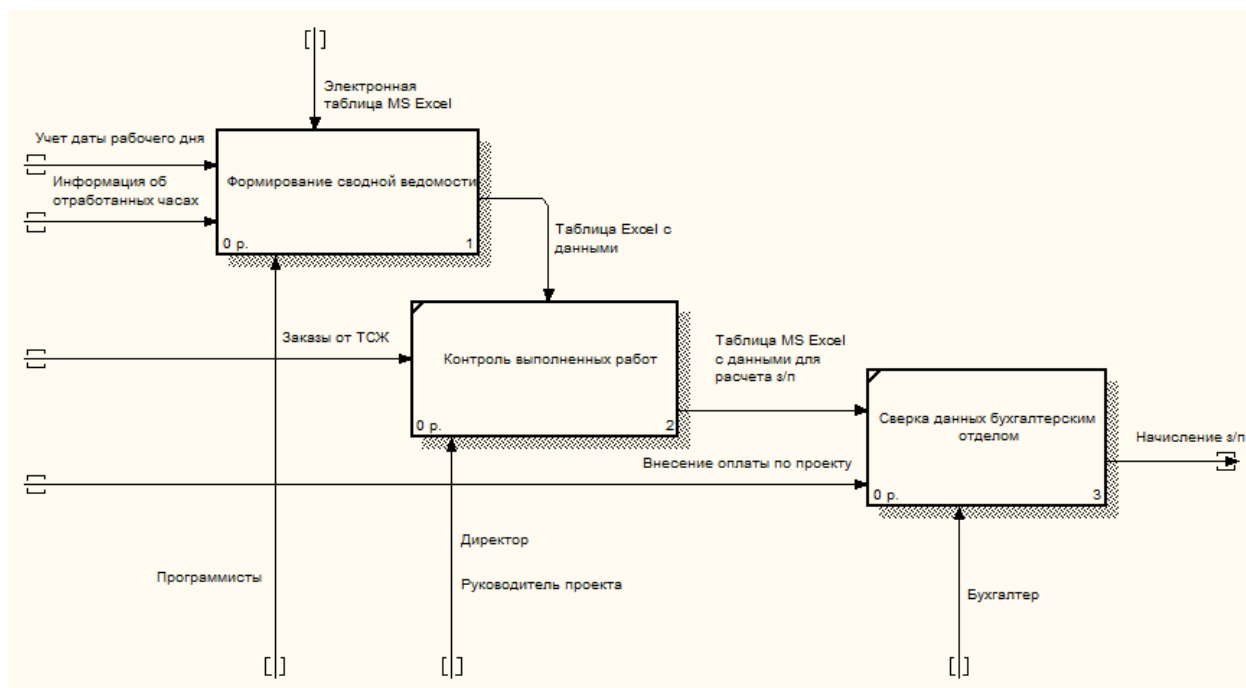 Электронная
таблица MS Excel
Учет даты рабочего дня
Информация об
отработанных часах
Формирование сводной ведомости
0 р.
1
Таблица Excel с
данными
Заказы от ТСЖ
Контроль выполненных работ
0 р.
2
Таблица MS Excel
с данными для
расчета з/п
Сверка данных бухгалтерским
отделом
0 р.
3
Начисление з/п
Внесение оплаты по проекту
Директор
Руководитель проекта
Программисты
Бухгалтер